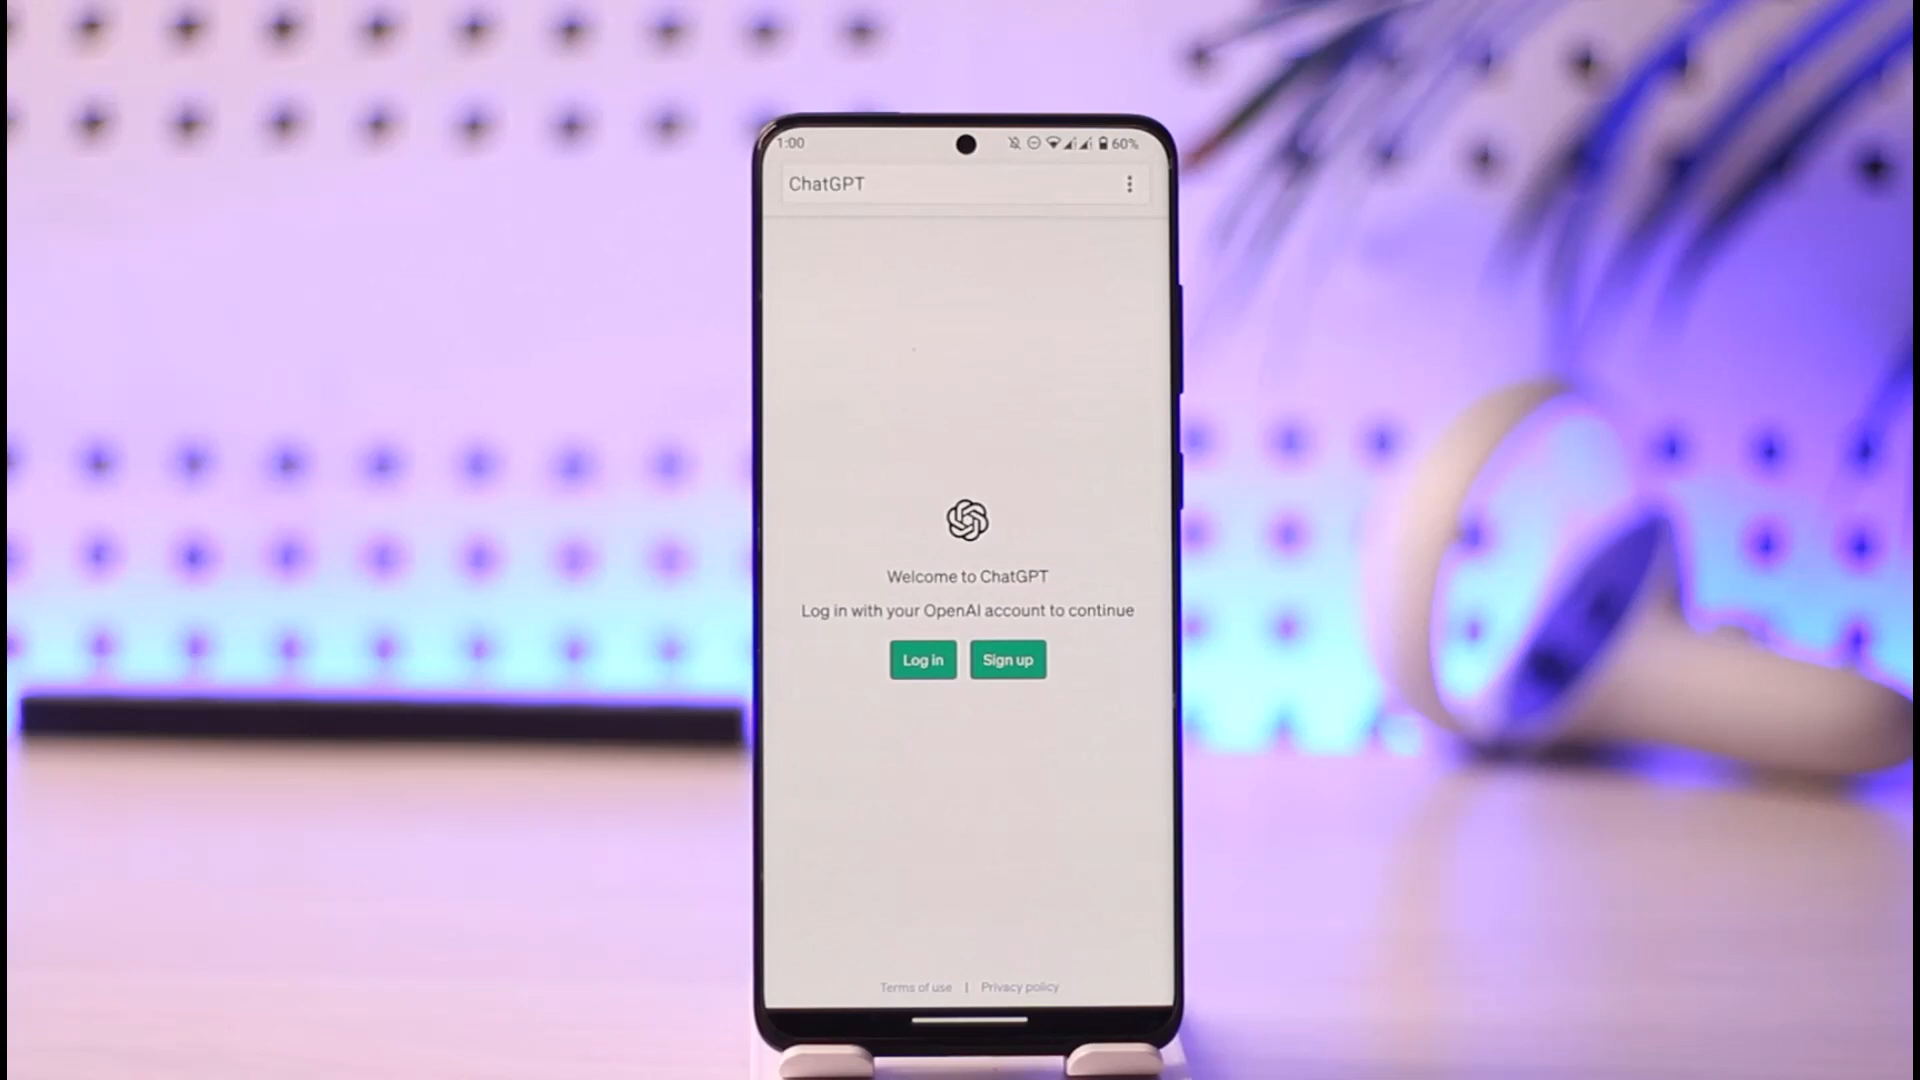 1:00 60%
ChatGPT
Welcome to ChatGPT
Log in with your OpenAI account to continue
Log in Sign up
Terms of use | Privacy policy